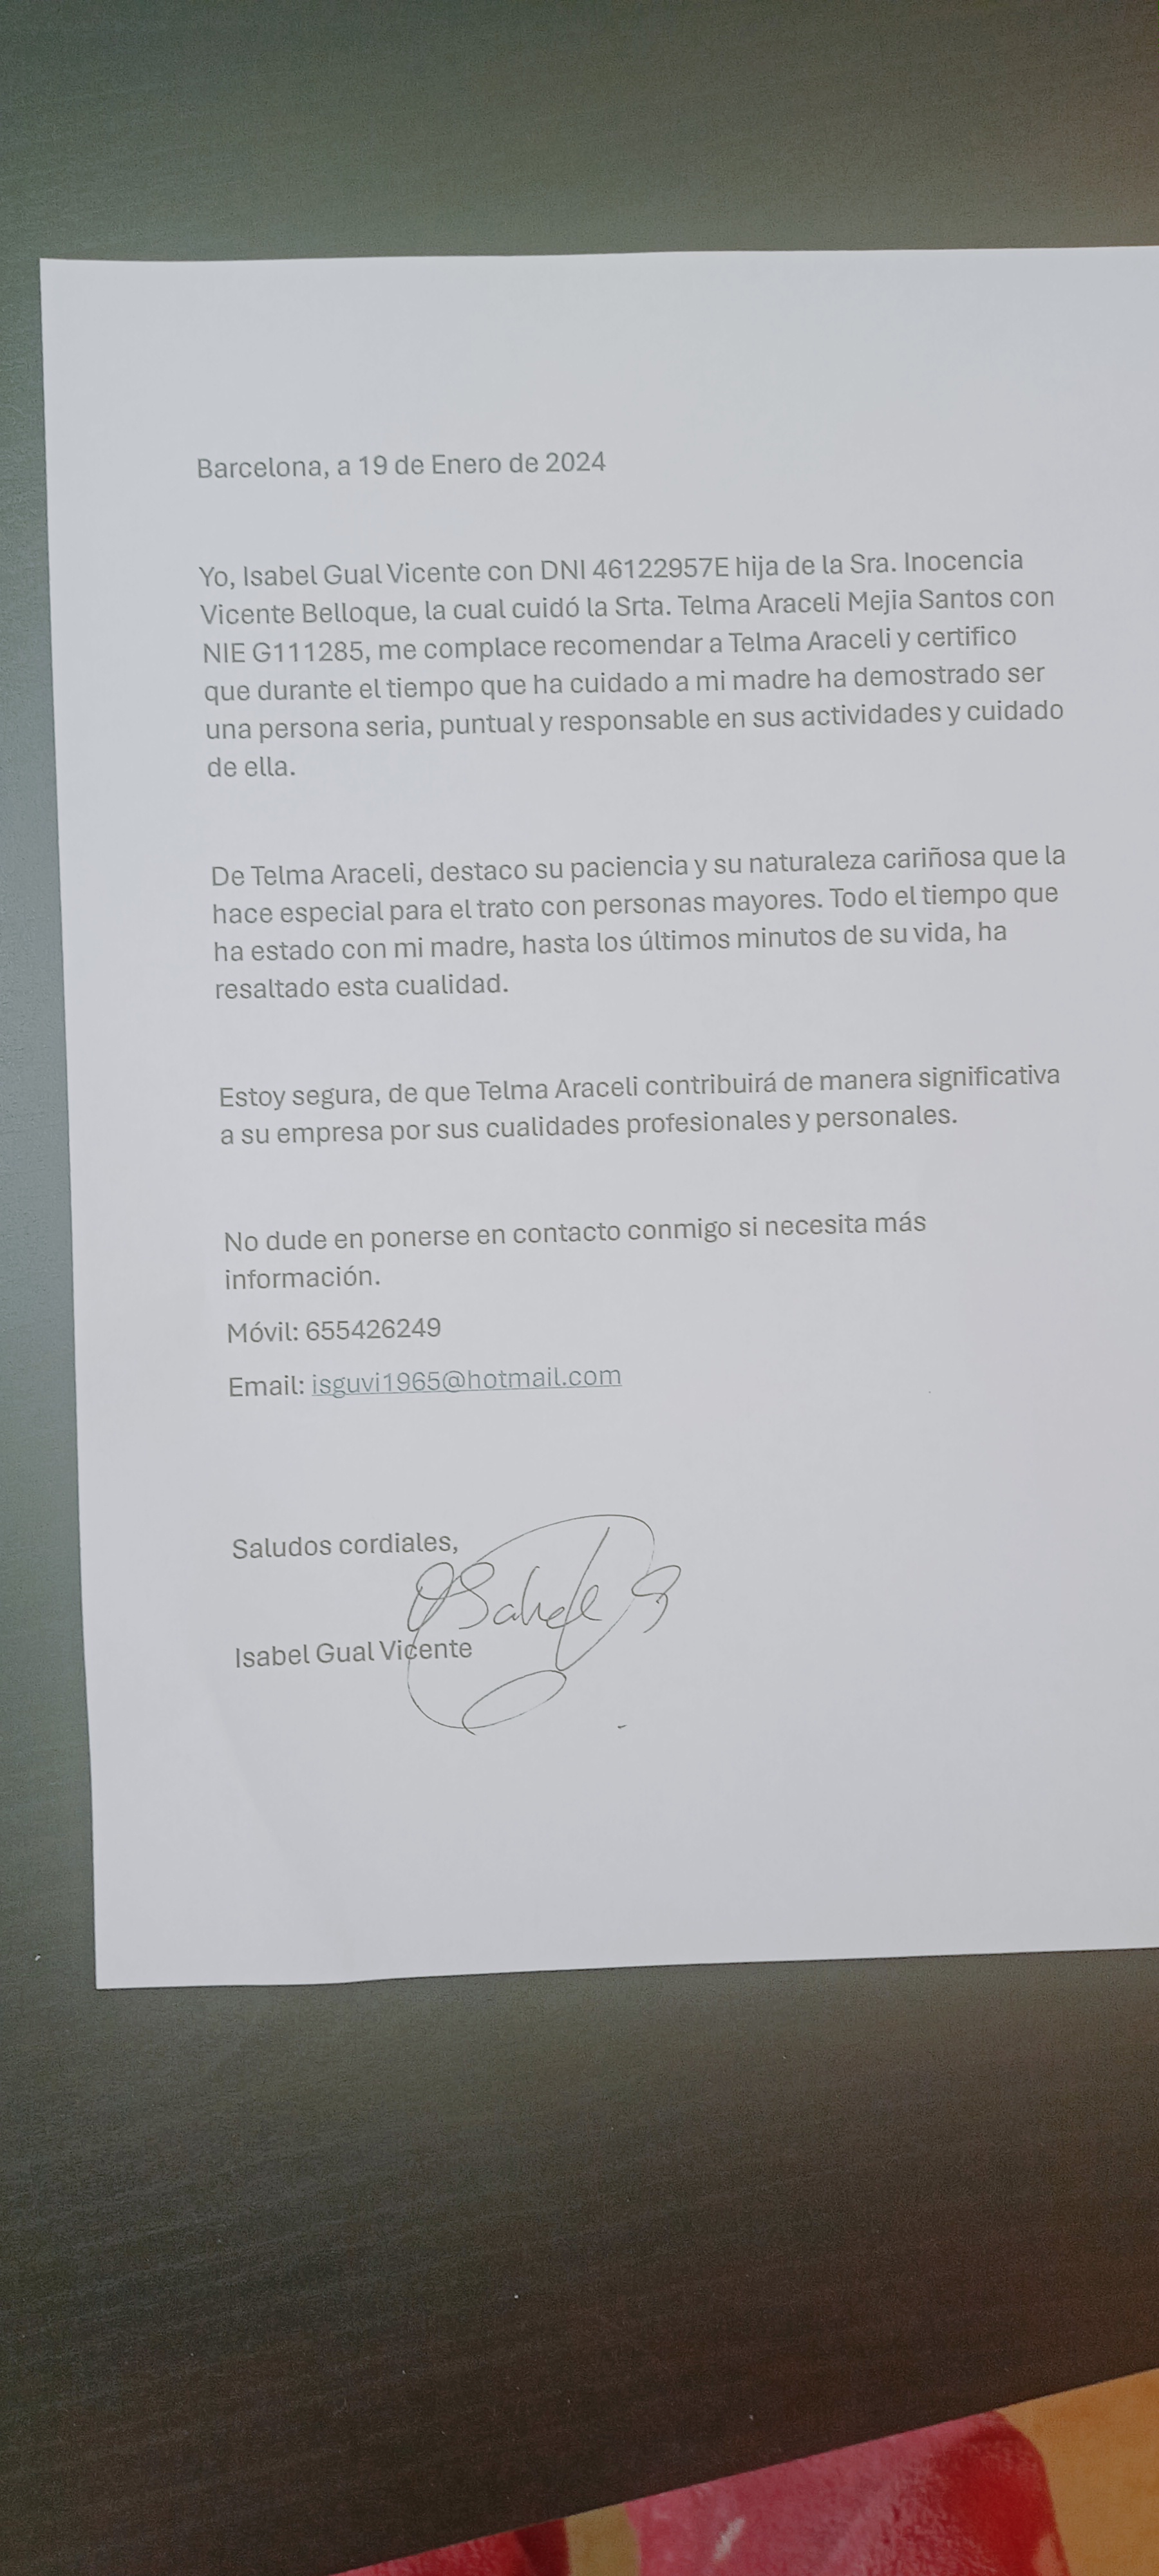 Barcelona, a 19 de Enero de 2024
Yo, Isabel Gual Vicente con DNI 46122957E hija de la Sra. Inocencia
Vicente Belloque, la cual cuidó la Srta. Telma Araceli Mejia Santos con
NIE G111285, me complace recomendar a Telma Araceli y certifico
que durante el tiempo que ha cuidado a mi madre ha demostrado ser
una persona seria, puntual y responsable en sus actividades y cuidado
de ella.
De Telma Araceli, destaco su paciencia y su naturaleza cariñosa que la
hace especial para el trato con personas mayores. Todo el tiempo que
ha estado con mi madre, hasta los últimos minutos de su vida, ha
resaltado esta cualidad.
Estoy segura, de que Telma Araceli contribuirá de manera significativa
a su empresa por sus cualidades profesionales y personales.
No dude en ponerse en contacto conmigo si necesita más
información.
Móvil: 655426249
Email: isguvi1965@hotmail.com
Saludos cordiales,
Isabel Gual Vicente